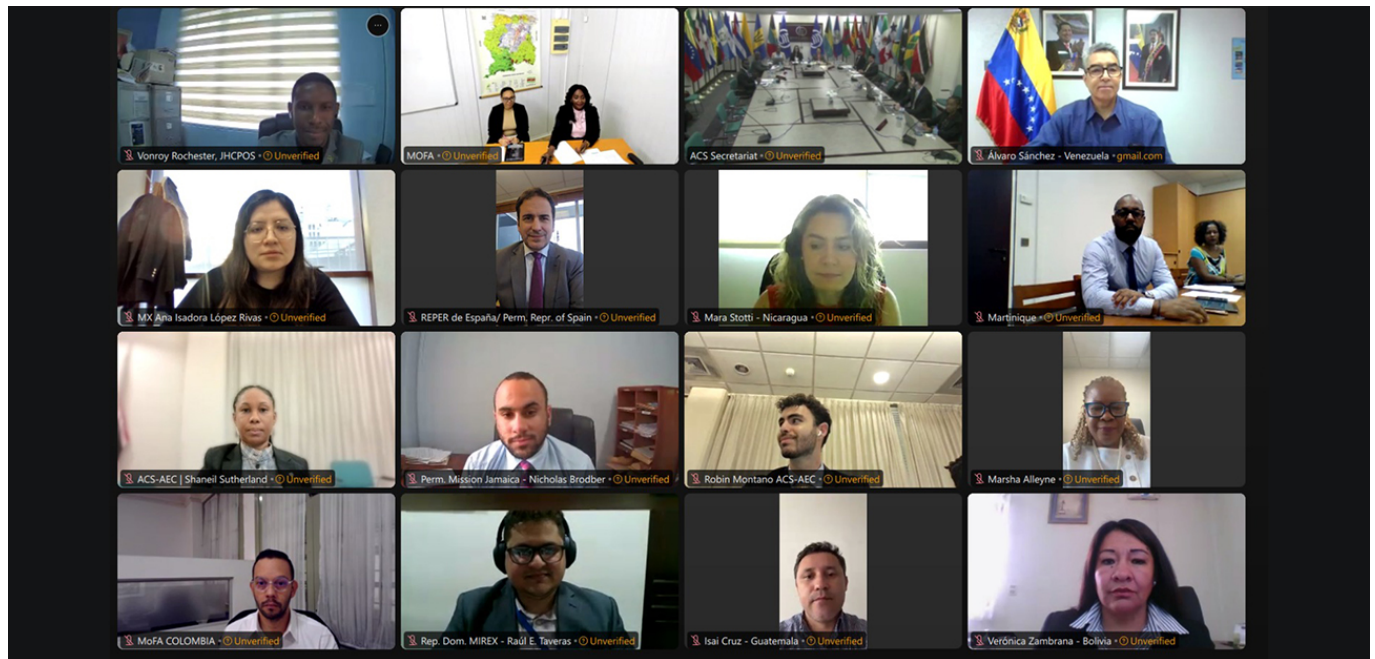 Vonroy Rochester, JHCPOS • Unverified
MOFA • Unverified
ACS Secretariat • Unverified
Álvaro Sánchez - Venezuela • gmail.com
MX Ana Isadora López Rivas • Unverified
REPER de España/ Perm. Repr. of Spain • Unverified
Mara Stotti - Nicaragua • Unverified
Martinique • Unverified
ACS-AEC | Shaneil Sutherland • Unverified
Perm. Mission Jamaica - Nicholas Brodber • Unverified
Robin Montano ACS-AEC • Unverified
Marsha Alleyne • Unverified
MoFA COLOMBIA • Unverified
Rep. Dom. MIREX - Raúl E. Taveras • Unverified
Isai Cruz - Guatemala • Unverified
Verónica Zambrana - Bolivia • Unverified